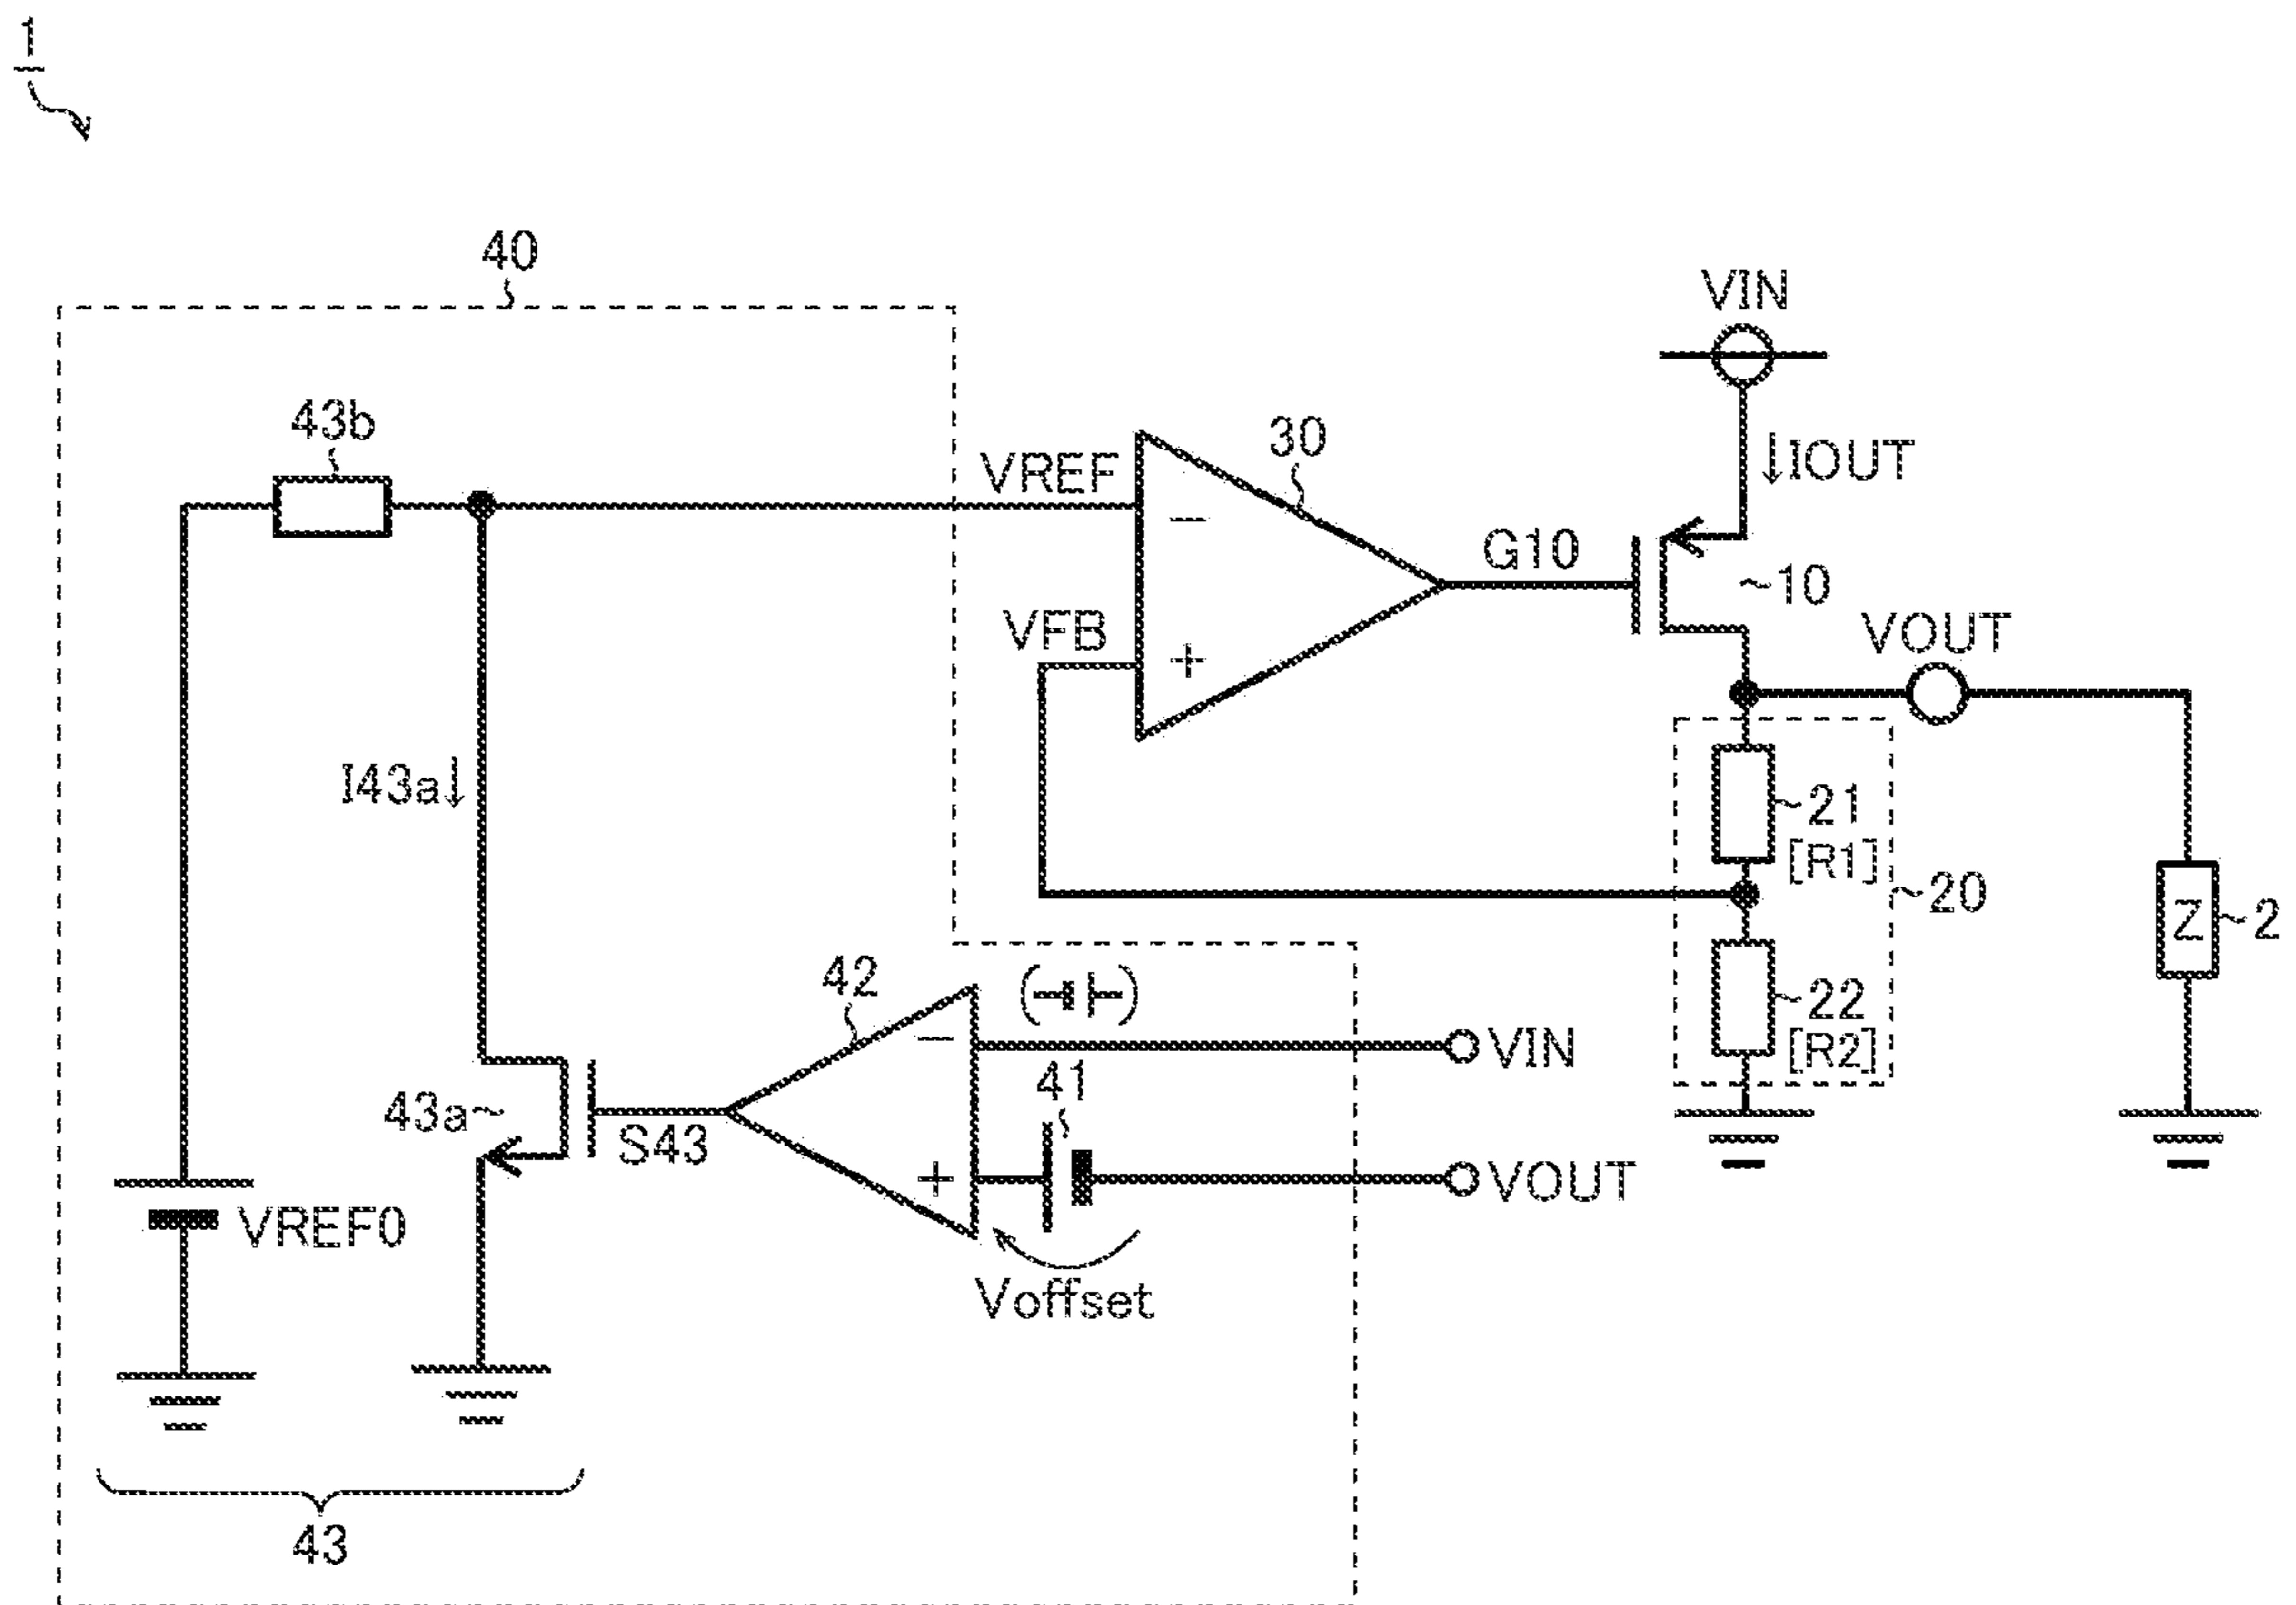 1
40
VIN
43b
VREF
30
↓IOUT
−
G10
10
VFB
+
VOUT
I43a↓
21
[R1]
20
Z
2
42
22
[R2]
−
VIN
41
43a
S43
+
VOUT
VREF0
Voffset
43